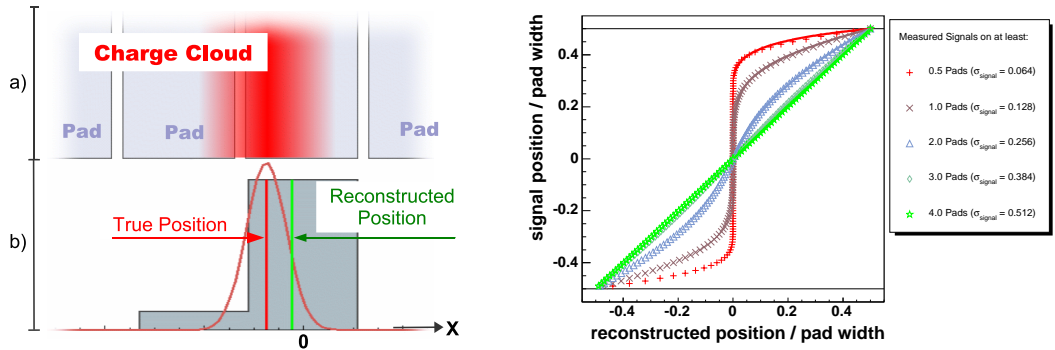 a)
Charge Cloud
Pad
Pad
Pad
b)
True Position
Reconstructed
Position
0
X
signal position / pad width
0.4
0.2
0
-0.2
-0.4
-0.4
-0.2
0
0.2
0.4
reconstructed position / pad width
Measured Signals on at least:
0.5 Pads (σsignal = 0.064)
1.0 Pads (σsignal = 0.128)
2.0 Pads (σsignal = 0.256)
3.0 Pads (σsignal = 0.384)
4.0 Pads (σsignal = 0.512)